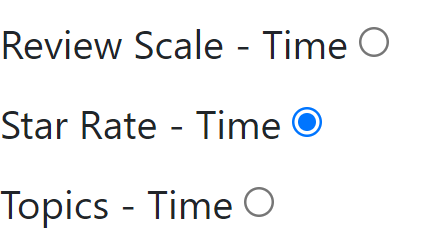 Review Scale - Time
Star Rate - Time
Topics - Time